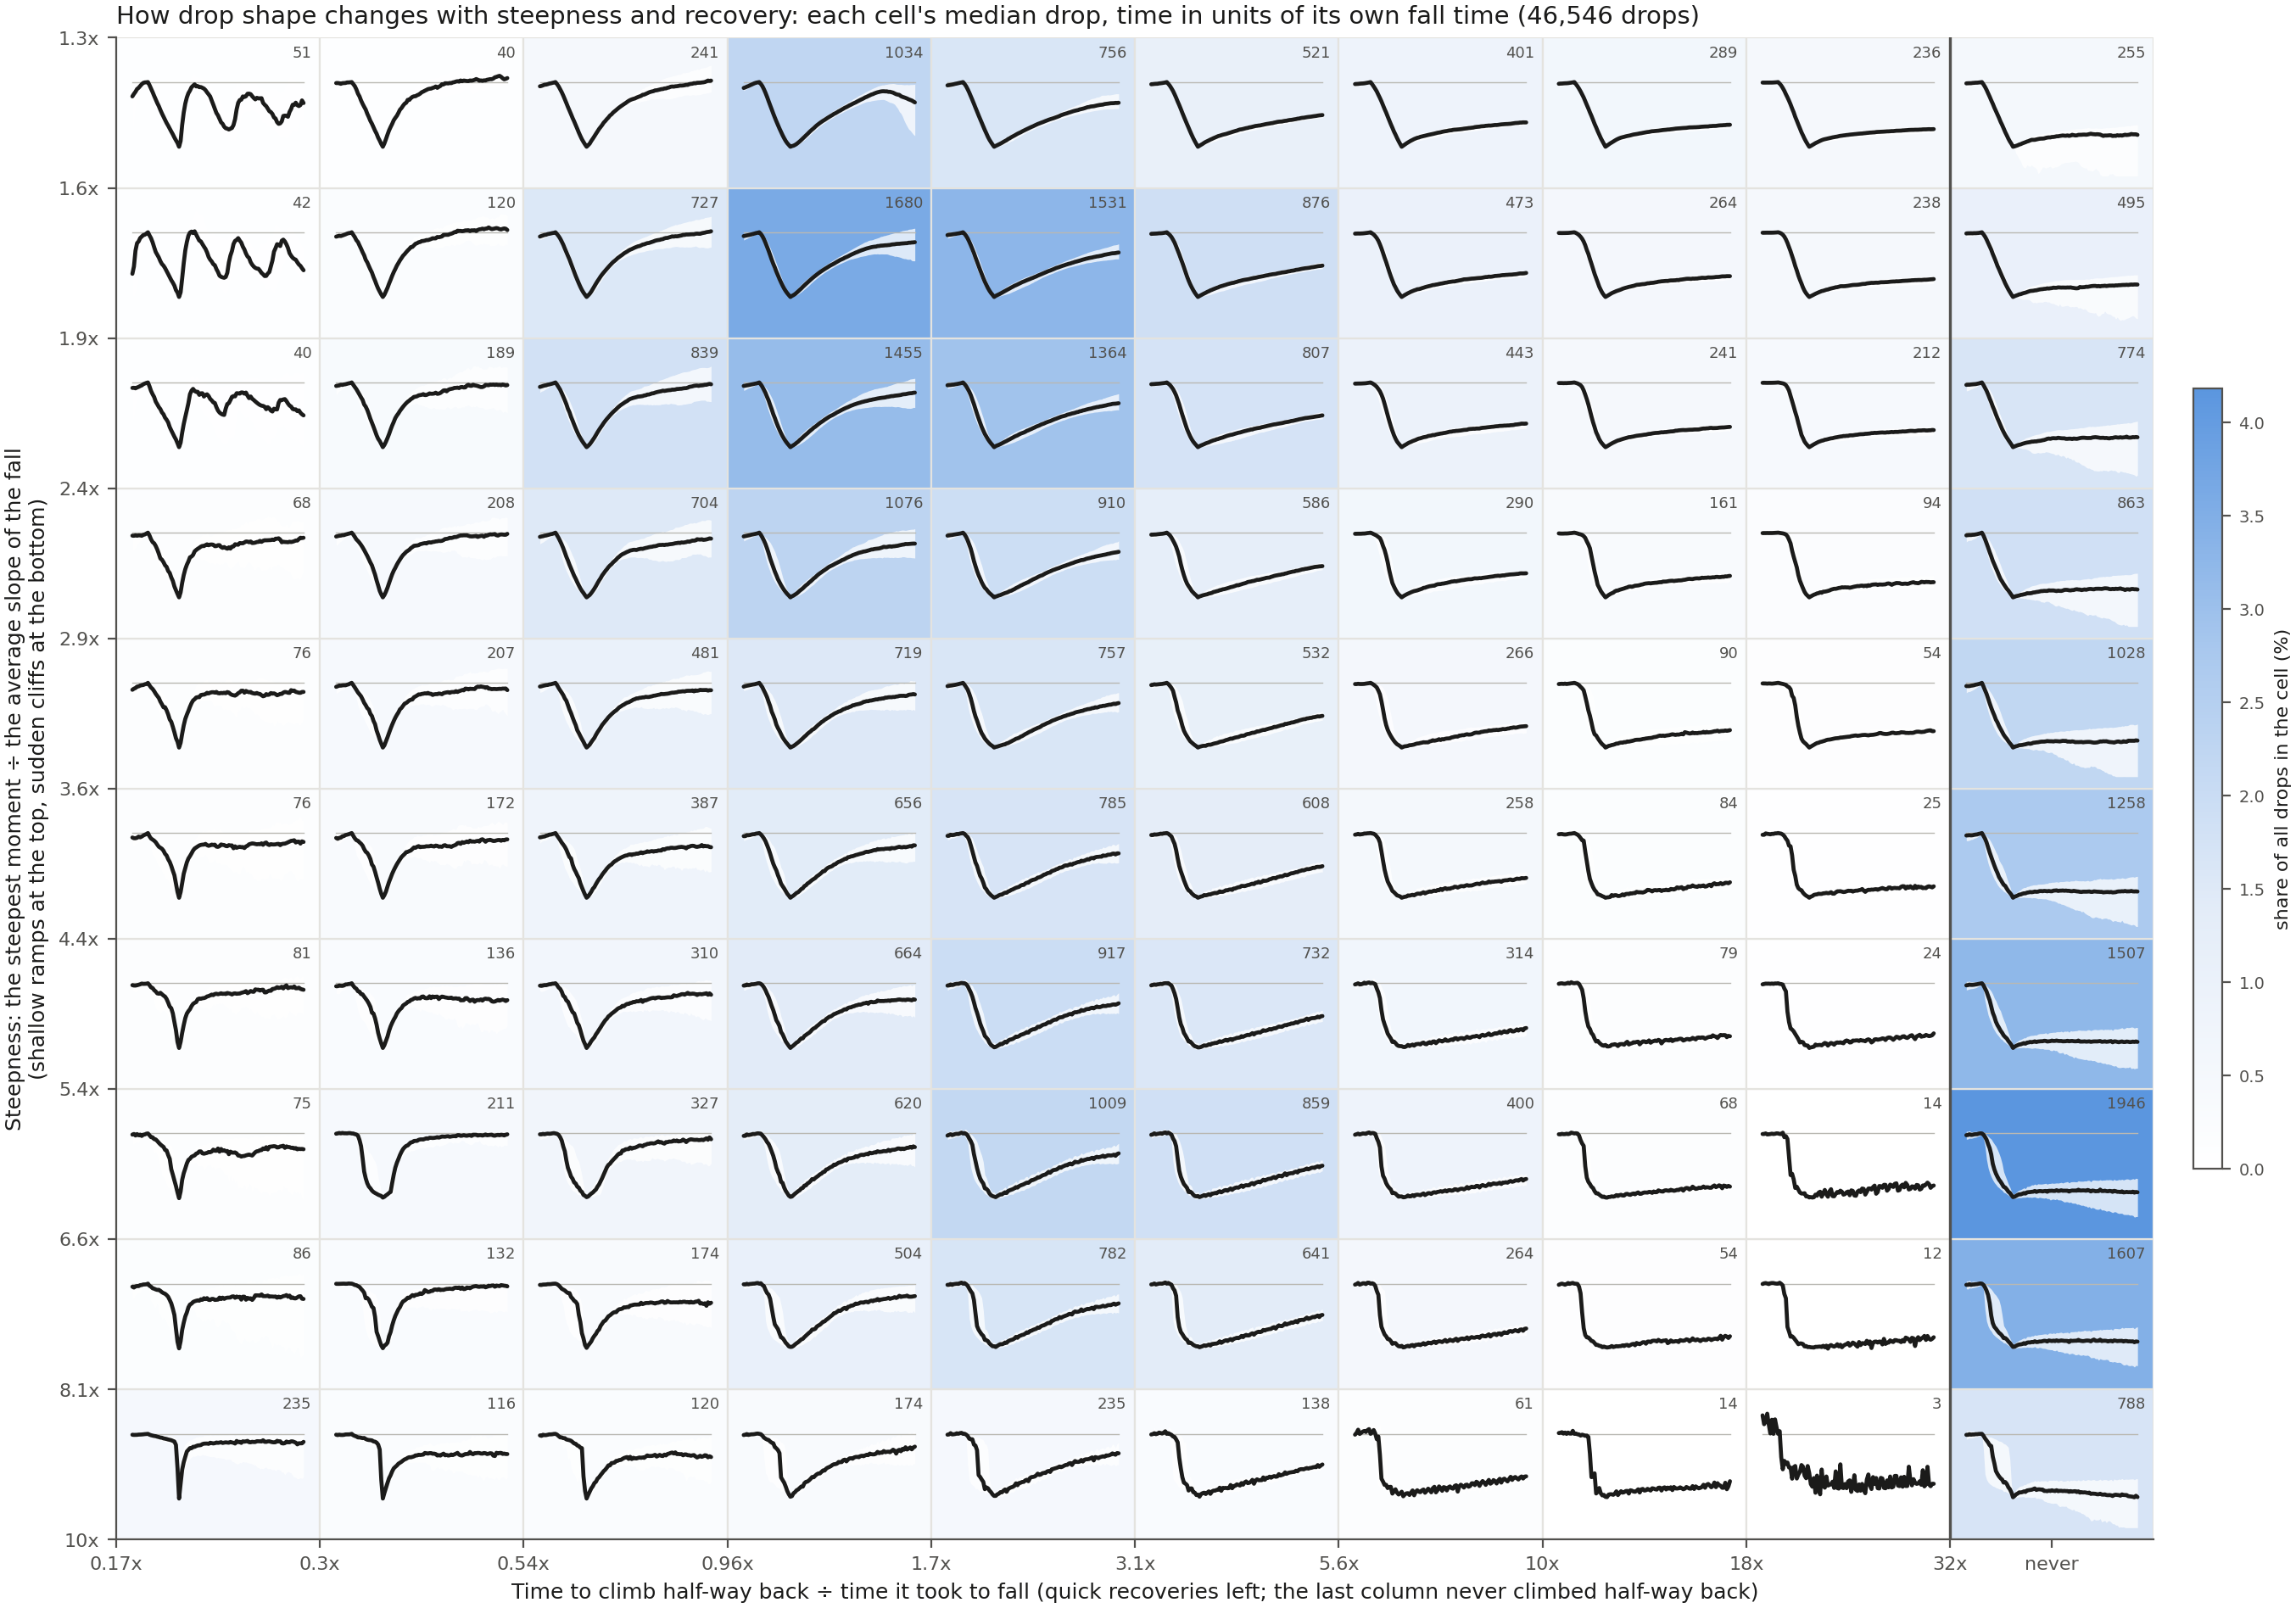 How drop shape changes with steepness and recovery: each cell's median drop, time in units of its own fall time (46,546 drops)
1.3x
51 40 241 1034 756 521 401 289 236 255
1.6x
42 120 727 1680 1531 876 473 264 238 495
1.9x
40 189 839 1455 1364 807 443 241 212 774
2.4x
68 208 704 1076 910 586 290 161 94 863
2.9x
76 207 481 719 757 532 266 90 54 1028
3.6x
76 172 387 656 785 608 258 84 25 1258
4.4x
81 136 310 664 917 732 314 79 24 1507
5.4x
75 211 327 620 1009 859 400 68 14 1946
6.6x
86 132 174 504 782 641 264 54 12 1607
8.1x
235 116 120 174 235 138 61 14 3 788
10x
0.17x 0.3x 0.54x 0.96x 1.7x 3.1x 5.6x 10x 18x 32x never
Time to climb half-way back ÷ time it took to fall (quick recoveries left; the last column never climbed half-way back)
Steepness: the steepest moment ÷ the average slope of the fall
(shallow ramps at the top, sudden cliffs at the bottom)
4.0
3.5
3.0
2.5
2.0
1.5
1.0
0.5
0.0
share of all drops in the cell (%)